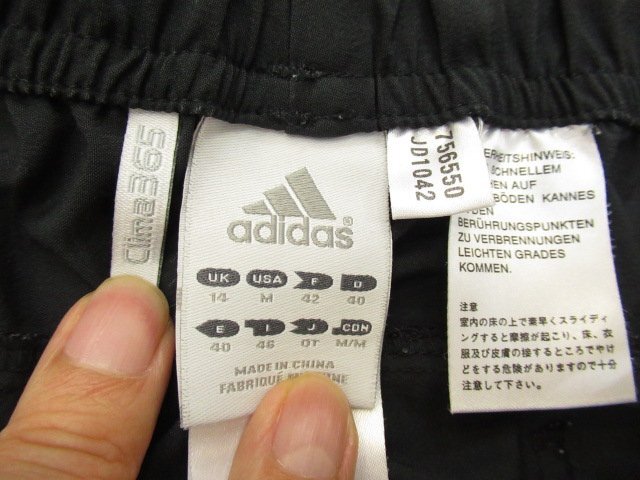 Clima365
adidas®
UK USA F D
14 M 42 40
E I J CDN
40 46 OT M/M
MADE IN CHINA
FABRIQUÉ
756550
JD1042
SCHNELLEM
AUF
KANNES
BERÜHRUNGSPUNKTEN
ZU VERBRENNUNGEN
LEICHTEN GRADES
KOMMEN.
注意
室内の床の上で素早くスライディ
ングすると摩擦が起こり、床、衣
服及び皮膚の接するところでやけ
どをする危険がありますので十分
注意して下さい。